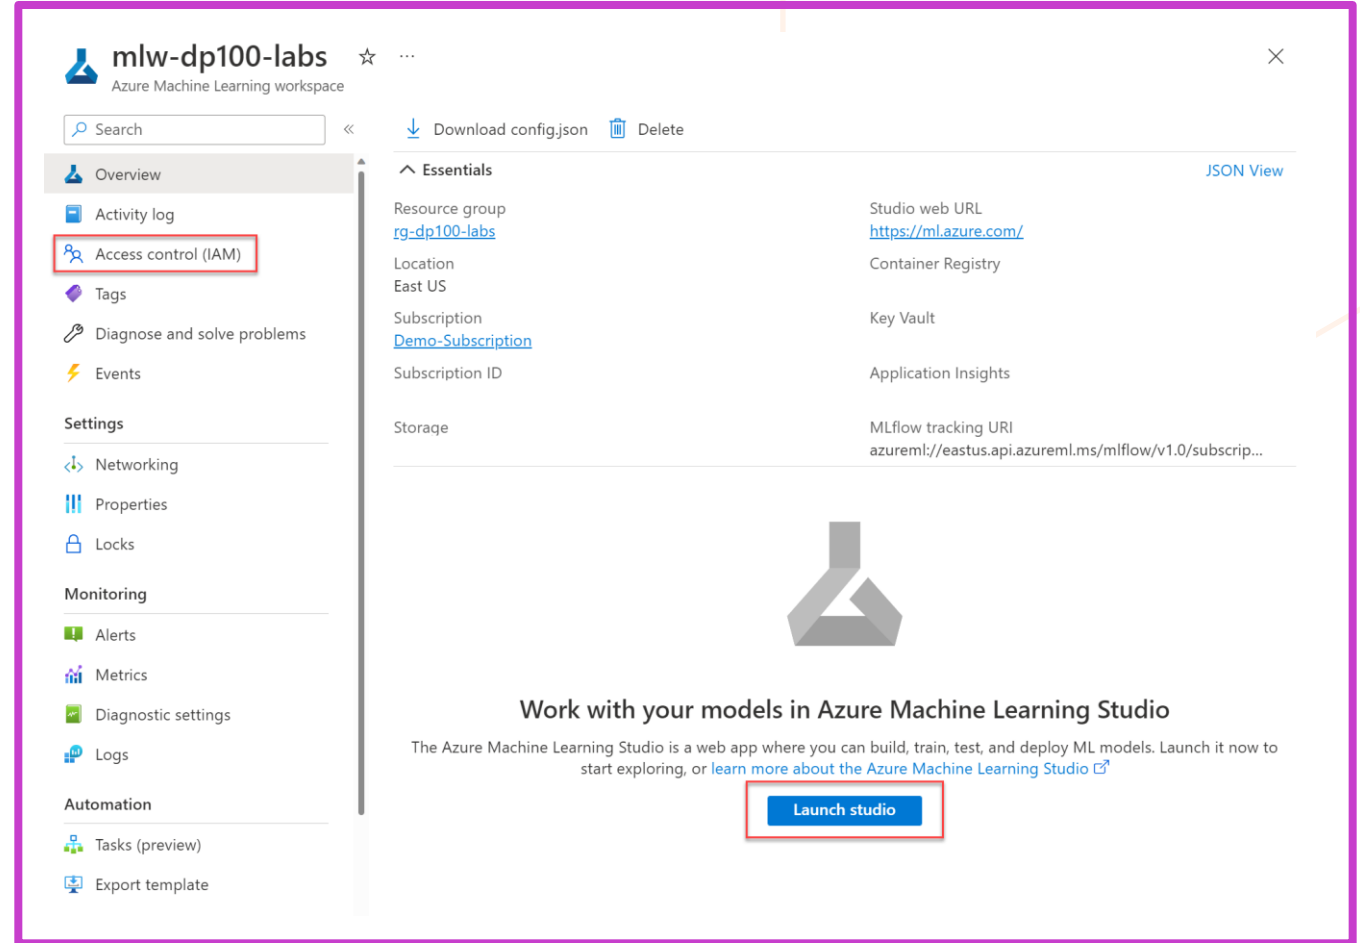 mlw-dp100-labs
Azure Machine Learning workspace
Search
Overview
Activity log
Access control (IAM)
Tags
Diagnose and solve problems
Events
Settings
Networking
Properties
Locks
Monitoring
Alerts
Metrics
Diagnostic settings
Logs
Automation
Tasks (preview)
Export template
Download config.json Delete
Essentials
JSON View
Resource group
rg-dp100-labs
Location
East US
Subscription
Demo-Subscription
Subscription ID
Storage
Studio web URL
https://ml.azure.com/
Container Registry
Key Vault
Application Insights
MLflow tracking URI
azureml://eastus.api.azureml.ms/mlflow/v1.0/subscrip...
Work with your models in Azure Machine Learning Studio
The Azure Machine Learning Studio is a web app where you can build, train, test, and deploy ML models. Launch it now to
start exploring, or learn more about the Azure Machine Learning Studio
Launch studio